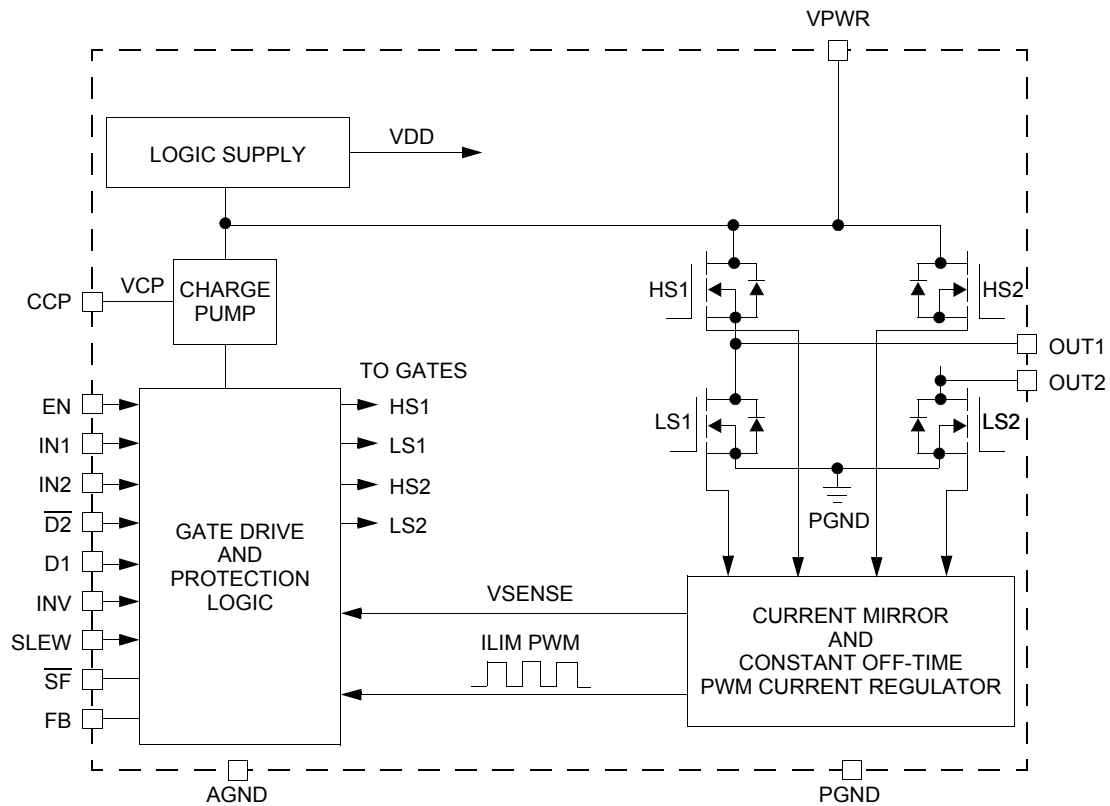 VPWR
LOGIC SUPPLY
VDD
CCP
VCP
CHARGE
PUMP
HS1
HS2
OUT1
OUT2
TO GATES
HS1
LS1
HS2
LS2
LS1
LS2
PGND
EN
IN1
IN2
D2
D1
INV
SLEW
SF
FB
GATE DRIVE
AND
PROTECTION
LOGIC
VSENSE
ILIM PWM
CURRENT MIRROR
AND
CONSTANT OFF-TIME
PWM CURRENT REGULATOR
AGND
PGND